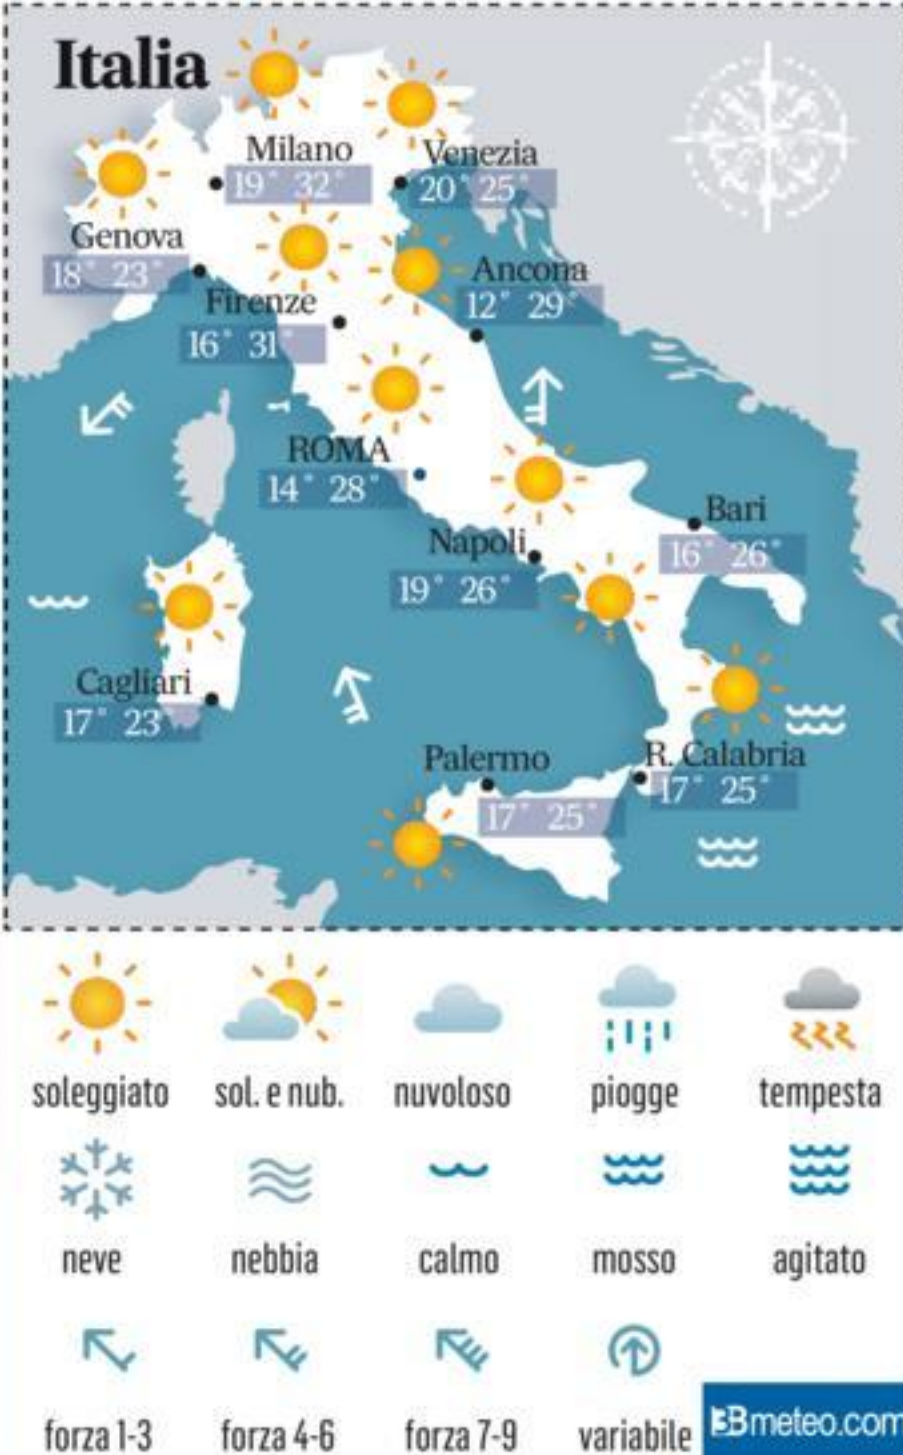 Italia
Milano
19° 32°
Venezia
20° 25°
Genova
18° 23°
Ancona
12° 29°
Firenze
16° 31°
ROMA
14° 28°
Bari
16° 26°
Napoli
19° 26°
Cagliari
17° 23°
Palermo
17° 25°
R. Calabria
17° 25°
soleggiato
sol. e nub.
nuvoloso
piogge
tempesta
neve
nebbia
calmo
mosso
agitato
forza 1-3
forza 4-6
forza 7-9
variabile
3Bmeteo.com